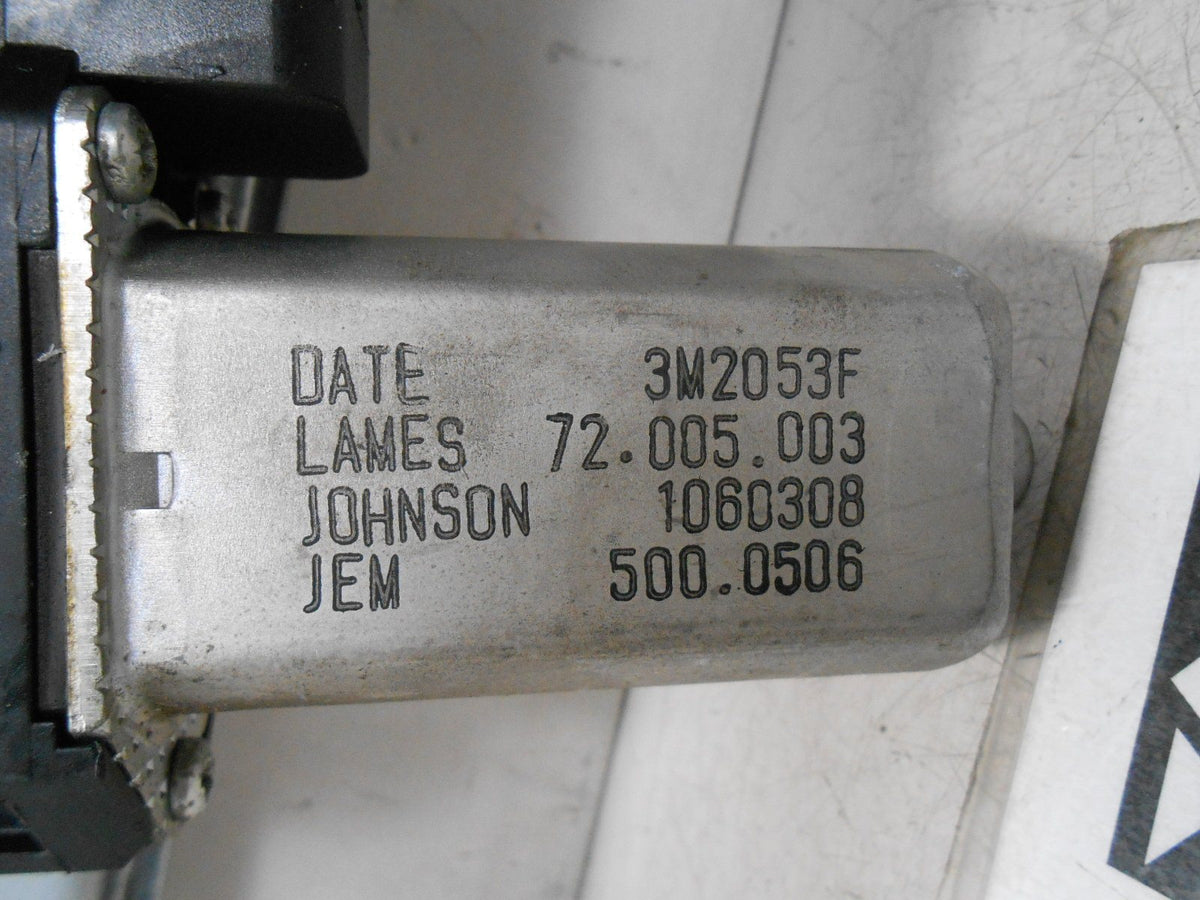 DATE 3M2053F
LAMES 72.005.003
JOHNSON 1060308
JEM 500.0506